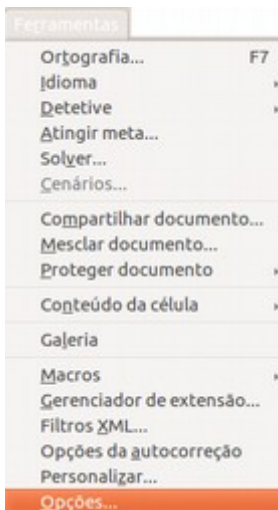 Ferramentas
Ortografia... F7
Idioma
Detetive
Atingir meta...
Solver...
Cenários...
Compartilhar documento...
Mesclar documento...
Proteger documento
Conteúdo da célula
Galeria
Macros
Gerenciador de extensão...
Filtros XML...
Opções da autocorreção
Personalizar...
Opções...